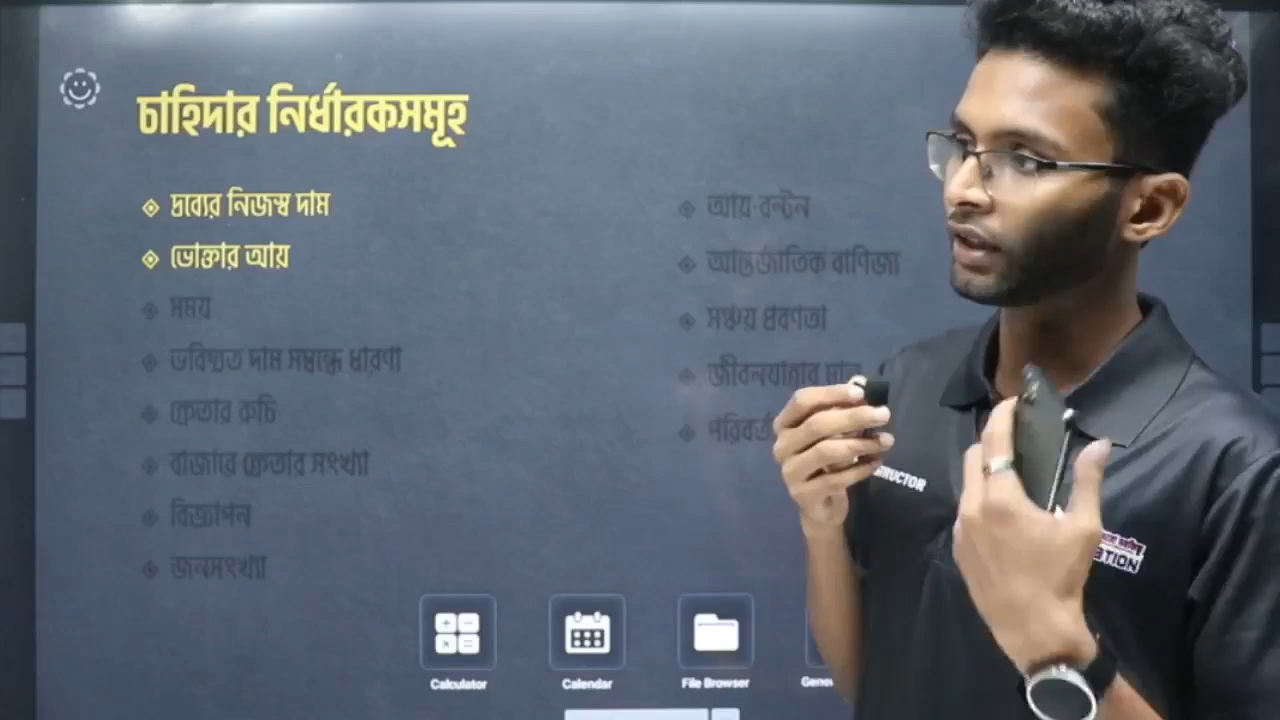 চাহিদার নির্ধারকসমূহ
দ্রব্যের নিজস্ব দাম
ভোক্তার আয়
সময়
ভবিষ্যত দাম সম্বন্ধে ধারণা
ক্রেতার রুচি
বাজারে ক্রেতার সংখ্যা
বিজ্ঞাপন
জনসংখ্যা
আয় বন্টন
আন্তর্জাতিক বাণিজ্য
সঞ্চয় প্রবণতা
জীবনযাত্রার মান
Calculator
Calendar
File Browser